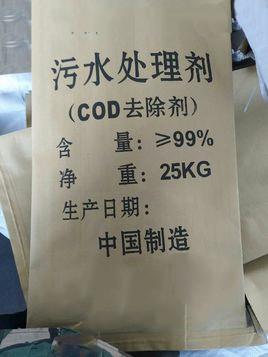 污水处理剂
（COD去除剂）
含 量：≥99%
净 重：25KG
生产日期：
中国制造